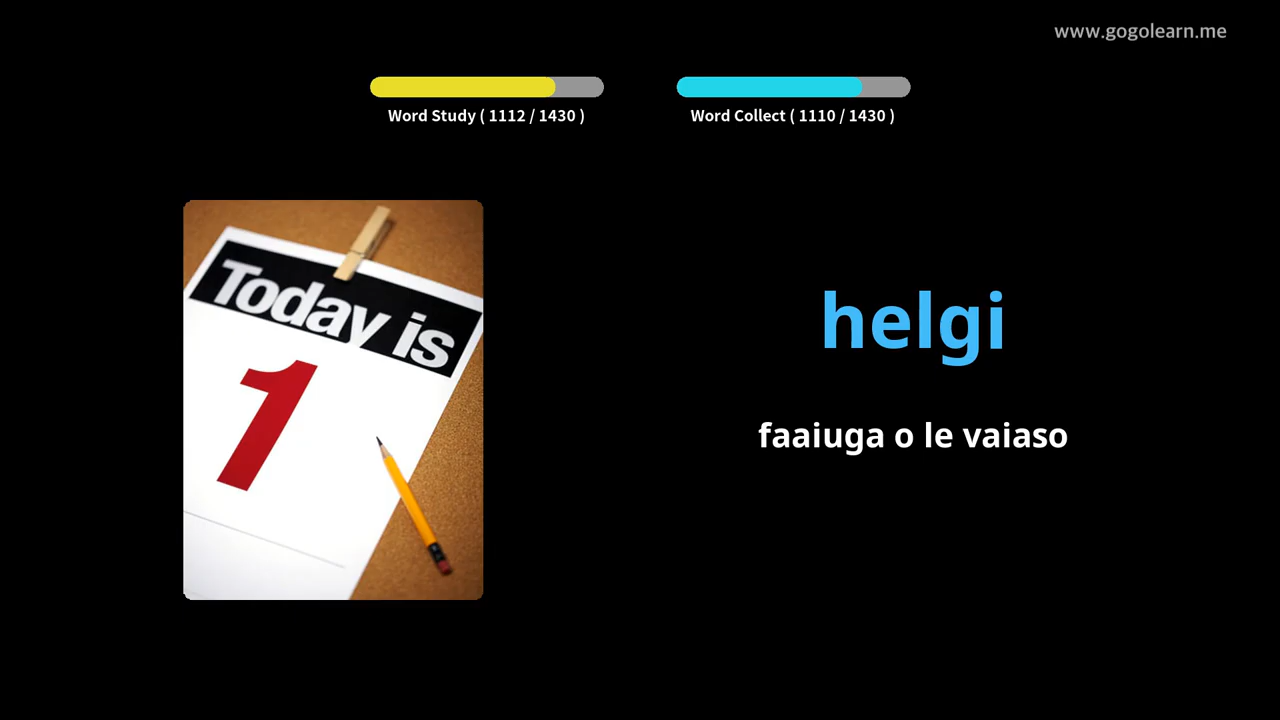 www.gogolearn.me
Word Study ( 1112 / 1430 )
Word Collect ( 1110 / 1430 )
Today is
1
helgi
faaiuga o le vaiaso